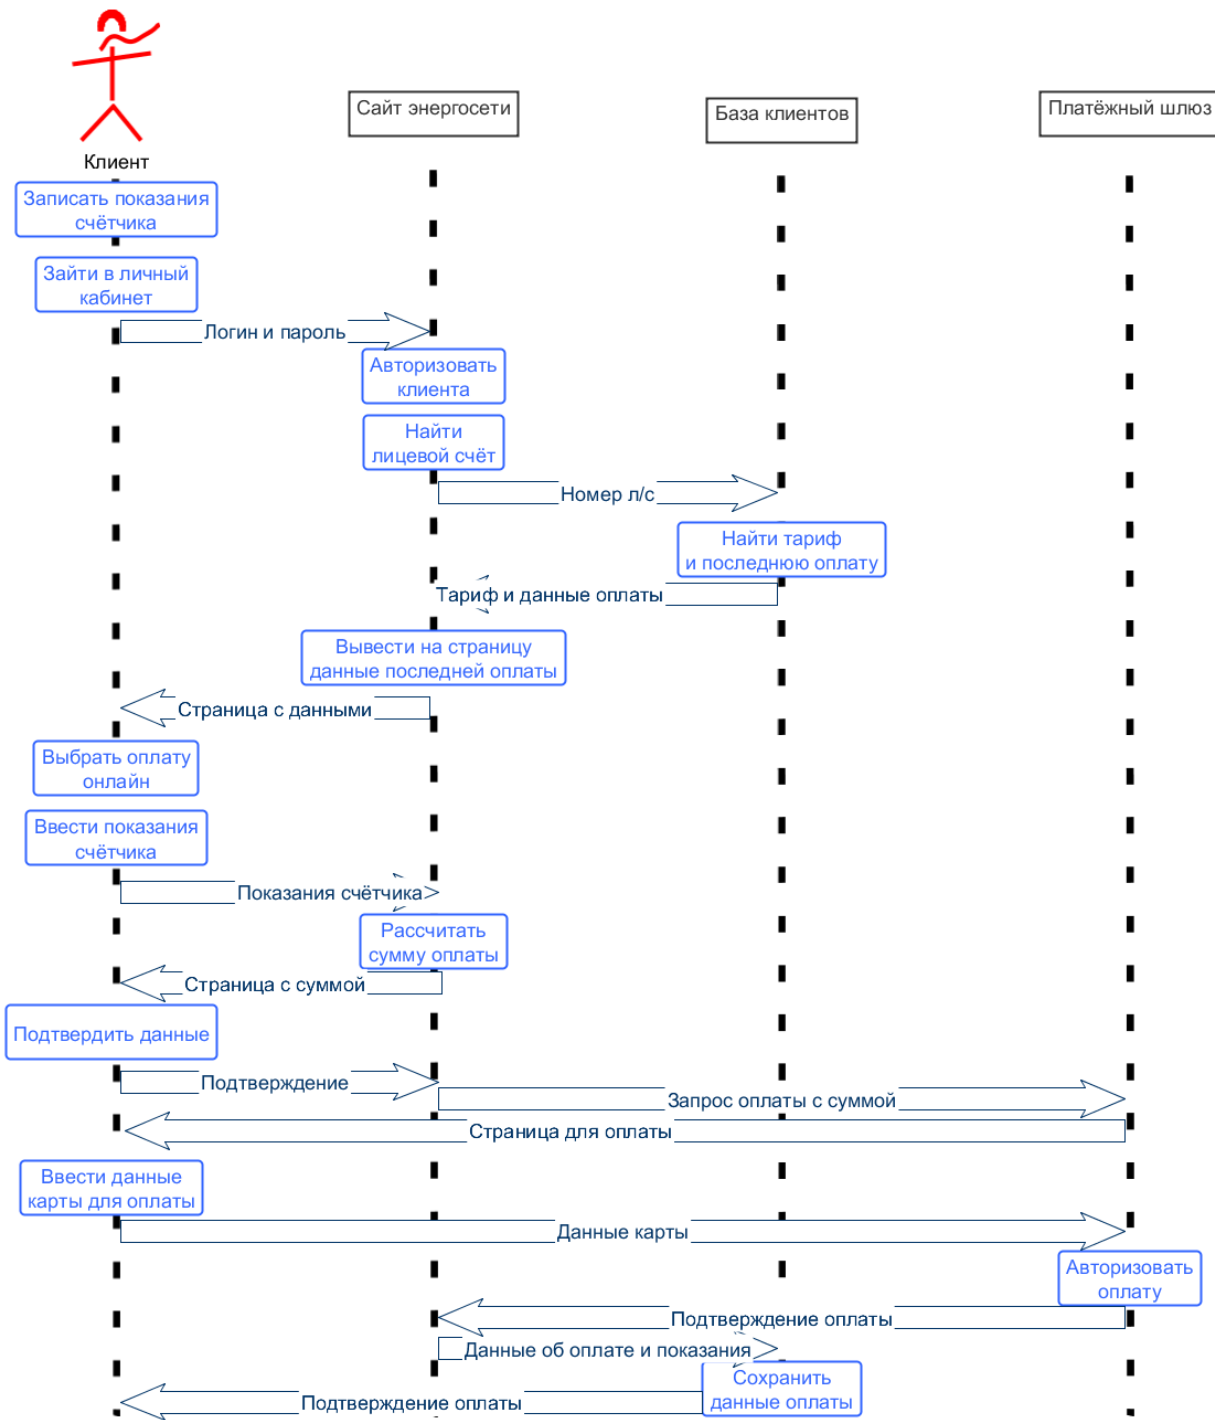 Клиент
Сайт энергосети
База клиентов
Платёжный шлюз
Записать показания
счётчика
Зайти в личный
кабинет
Логин и пароль
Авторизовать
клиента
Найти
лицевой счёт
Номер л/с
Найти тариф
и последнюю оплату
Тариф и данные оплаты
Вывести на страницу
данные последней оплаты
Страница с данными
Выбрать оплату
онлайн
Ввести показания
счётчика
Показания счётчика
Рассчитать
сумму оплаты
Страница с суммой
Подтвердить данные
Подтверждение
Запрос оплаты с суммой
Страница для оплаты
Ввести данные
карты для оплаты
Данные карты
Авторизовать
оплату
Подтверждение оплаты
Данные об оплате и показания
Сохранить
данные оплаты
Подтверждение оплаты